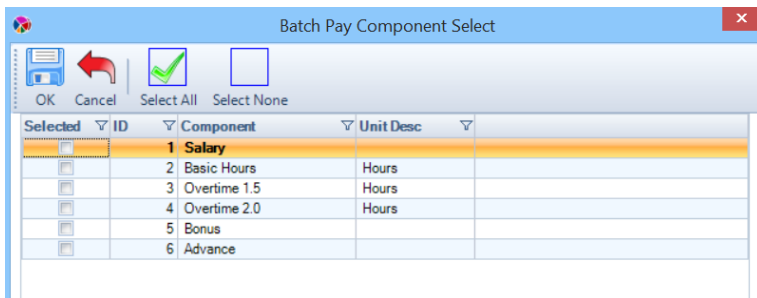 Batch Pay Component Select
OK Cancel Select All Select None
Selected ID Component Unit Desc
1 Salary
2 Basic Hours Hours
3 Overtime 1.5 Hours
4 Overtime 2.0 Hours
5 Bonus
6 Advance